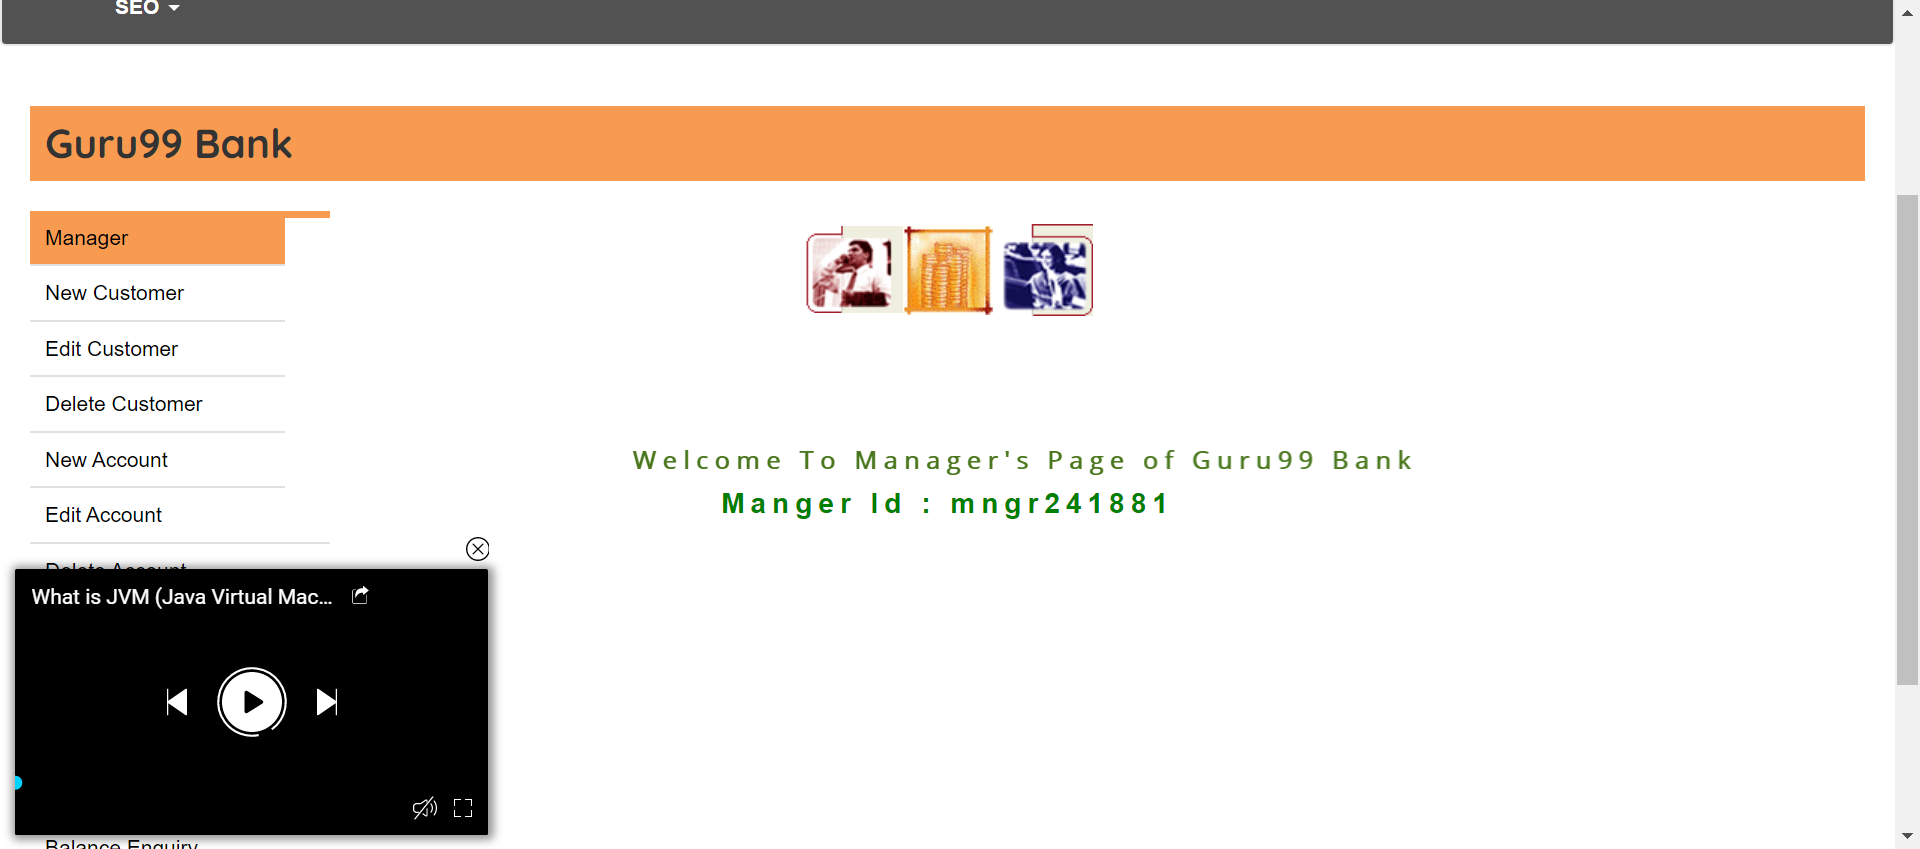 SEO
Guru99 Bank
Manager
New Customer
Edit Customer
Delete Customer
New Account
Edit Account
Delete Account
Welcome To Manager's Page of Guru99 Bank
Manger Id : mngr241881
What is JVM (Java Virtual Mac...
Balance Enquiry